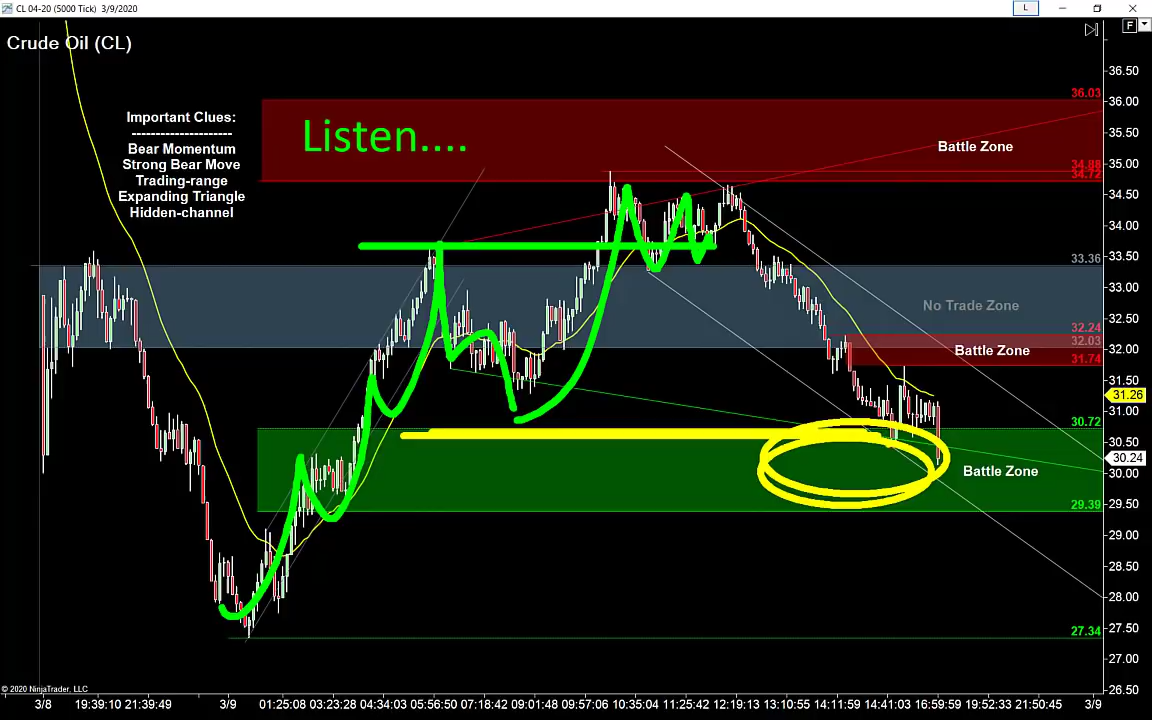 CL 04-20 (5000 Tick) 3/9/2020
L
F
Crude Oil (CL)
Important Clues:
----------------------
Bear Momentum
Strong Bear Move
Trading-range
Expanding Triangle
Hidden-channel
Listen....
36.03
Battle Zone
34.88
34.72
33.36
No Trade Zone
32.24
32.03
Battle Zone
31.74
30.72
Battle Zone
29.39
27.34
36.50
36.00
35.50
35.00
34.50
34.00
33.50
33.00
32.50
32.00
31.50
31.26
31.00
30.50
30.24
30.00
29.50
29.00
28.50
28.00
27.50
27.00
26.50
© 2020 NinjaTrader, LLC
3/8 19:39:10 21:39:49 3/9 01:25:08 03:23:28 04:34:03 05:56:50 07:18:42 09:01:48 09:57:06 10:35:04 11:25:42 12:19:13 13:10:55 14:11:59 14:41:03 16:59:59 19:52:33 21:50:45 3/9